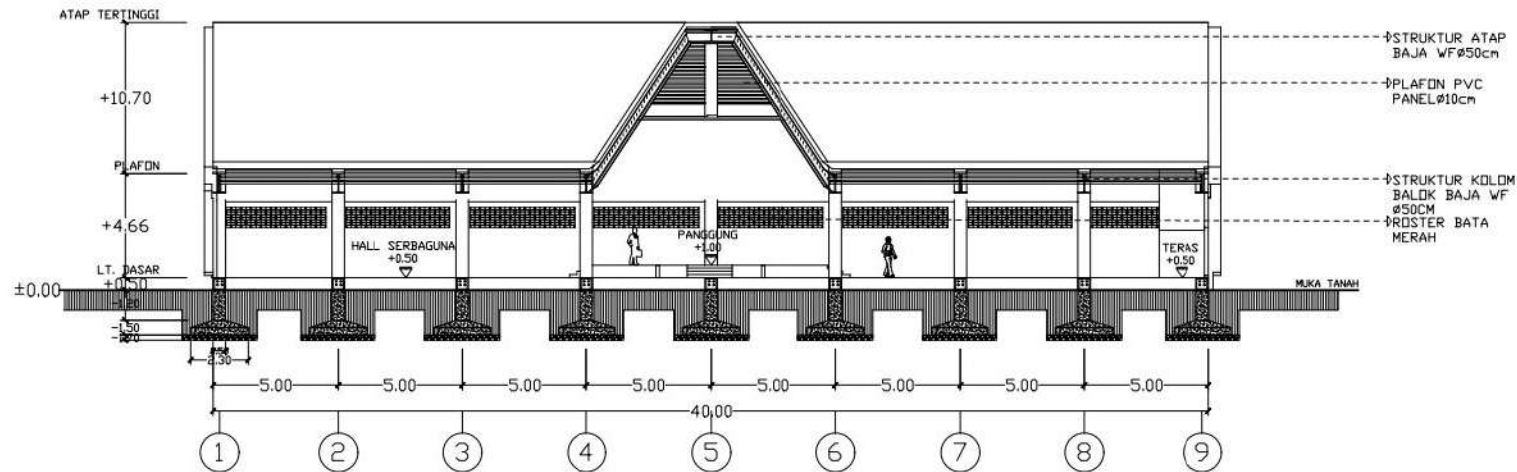 ATAP TERTINGGI
STRUKTUR ATAP
BAJA WFø50cm
+10.70
PLAFON PVC
PANELø10cm
PLAFON
STRUKTUR KOLOM
BALOK BAJA WF
ø50CM
ROSTER BATA
MERAH
+4.66
HALL SERBAGUNA
+0.50
PANGGUNG
+1.00
TERAS
+0.50
LT. DASAR
+0.50
±0.00
MUKA TANAH
-1.20
-1.50
2.30
5.00 5.00 5.00 5.00 5.00 5.00 5.00 5.00
40.00
1 2 3 4 5 6 7 8 9